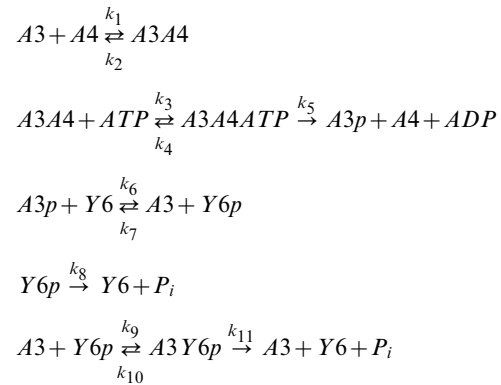 A3 + A4 ⇄ A3A4 k₁ k₂
A3A4 + ATP ⇄ A3A4ATP → A3p + A4 + ADP k₃ k₄ k₅
A3p + Y6 ⇄ A3 + Y6p k₆ k₇
Y6p → Y6 + Pᵢ k₈
A3 + Y6p ⇄ A3Y6p → A3 + Y6 + Pᵢ k₉ k₁₀ k₁₁